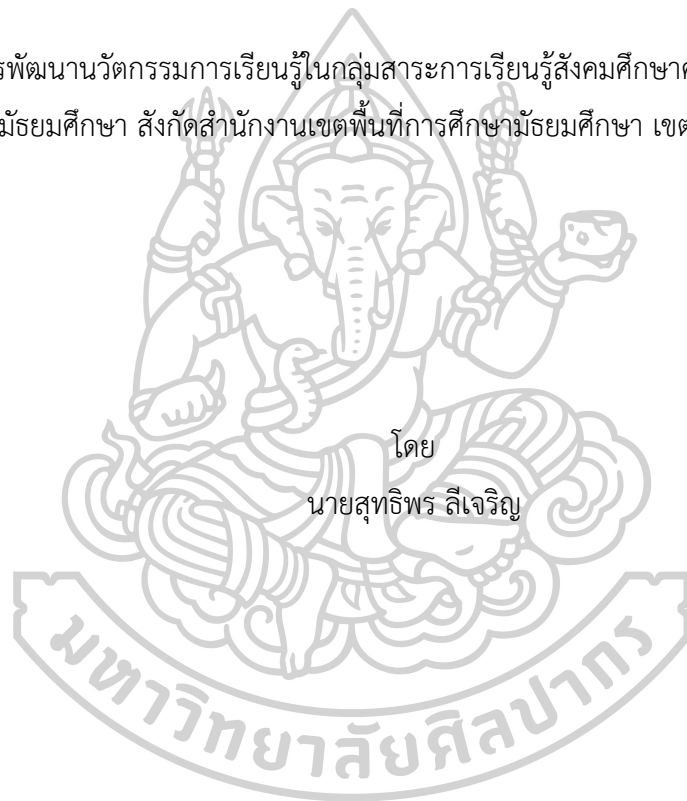 รพัฒนานวัตกรรมการเรียนรู้ในกลุ่มสาระการเรียนรู้สังคมศึกษา
มัธยมศึกษา สังกัดสำนักงานเขตพื้นที่การศึกษามัธยมศึกษา เขต
โดย
นายสุทธิพร ลีเจริญ
มหาวิทยาลัยศิลปากร